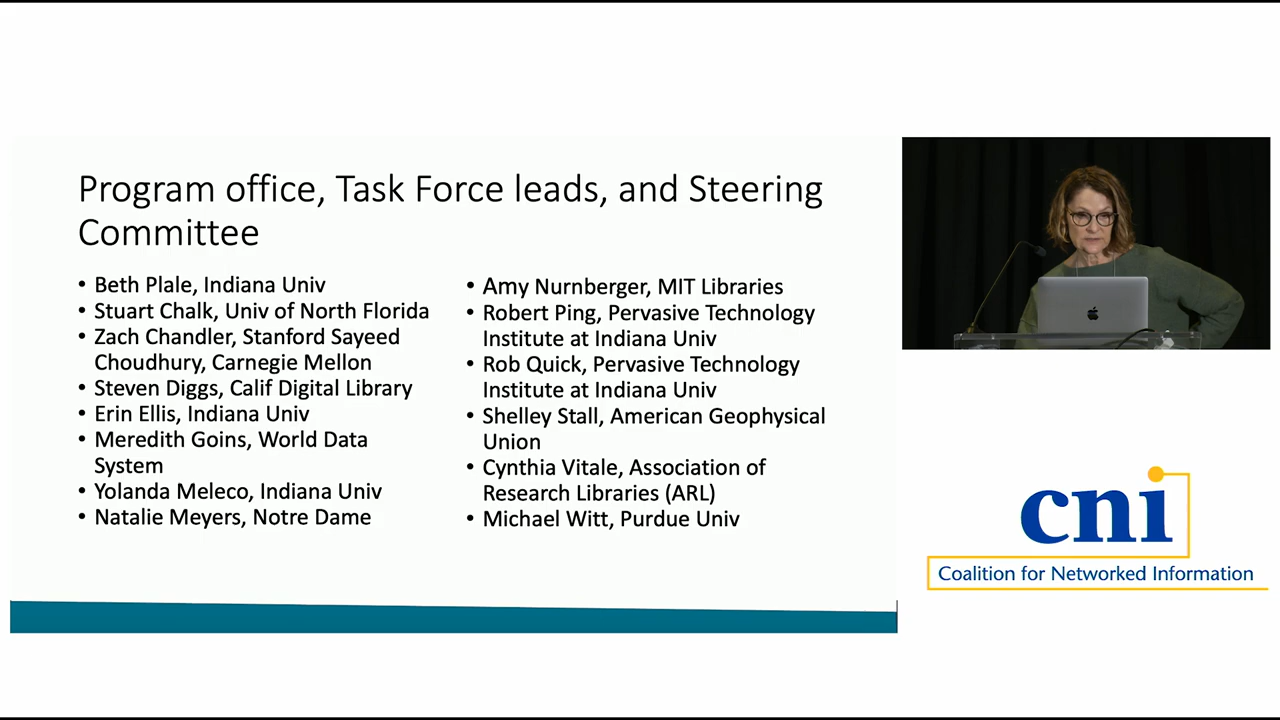 Program office, Task Force leads, and Steering
Committee
• Beth Plale, Indiana Univ
• Stuart Chalk, Univ of North Florida
• Zach Chandler, Stanford Sayeed
Choudhury, Carnegie Mellon
• Steven Diggs, Calif Digital Library
• Erin Ellis, Indiana Univ
• Meredith Goins, World Data
System
• Yolanda Meleco, Indiana Univ
• Natalie Meyers, Notre Dame
• Amy Nurnberger, MIT Libraries
• Robert Ping, Pervasive Technology
Institute at Indiana Univ
• Rob Quick, Pervasive Technology
Institute at Indiana Univ
• Shelley Stall, American Geophysical
Union
• Cynthia Vitale, Association of
Research Libraries (ARL)
• Michael Witt, Purdue Univ
cni
Coalition for Networked Information